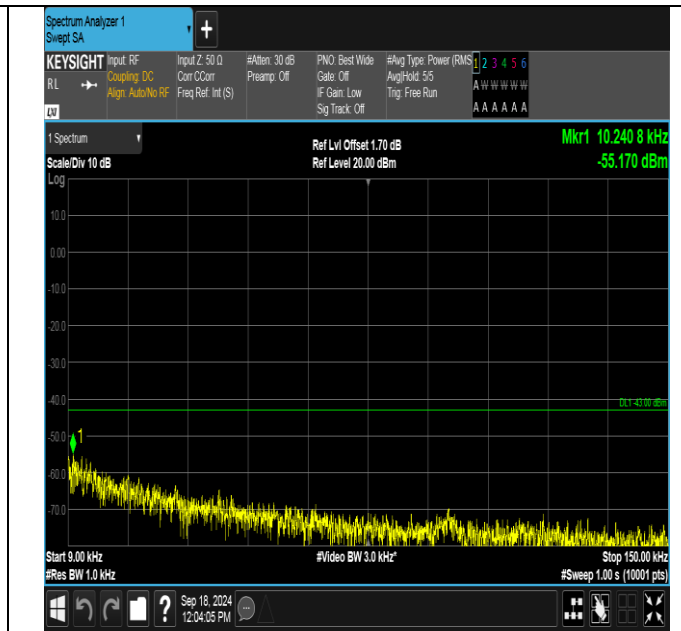 Spectrum Analyzer 1
Swept SA
+
KEYSIGHT Input: RF Input Z: 50 Ω #Atten: 30 dB PNO: Best Wide #Avg Type: Power (RMS 1 2 3 4 5 6
RL Coupling: DC Corr CCorr Preamp: Off Gate: Off Avg|Hold: 5/5 A W W W W W
Align: Auto/No RF Freq Ref: Int (S) IF Gain: Low Trig: Free Run
LXI Sig Track: Off A A A A A A
1 Spectrum Ref Lvl Offset 1.70 dB Mkr1 10.240 8 kHz
Scale/Div 10 dB Ref Level 20.00 dBm -55.170 dBm
Log
10.0
0.00
-10.0
-20.0
-30.0
-40.0 DL1 -43.00 dBm
-50.0 1
-60.0
-70.0
Start 9.00 kHz #Video BW 3.0 kHz* Stop 150.00 kHz
#Res BW 1.0 kHz #Sweep 1.00 s (10001 pts)
? Sep 18, 2024
12:04:05 PM